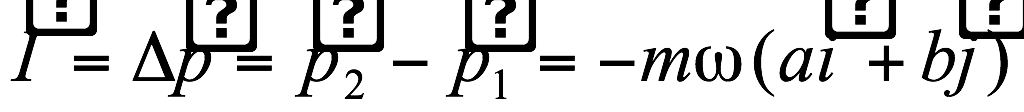 I = Δp = p₂ − p₁ = −mω(ai + bj)